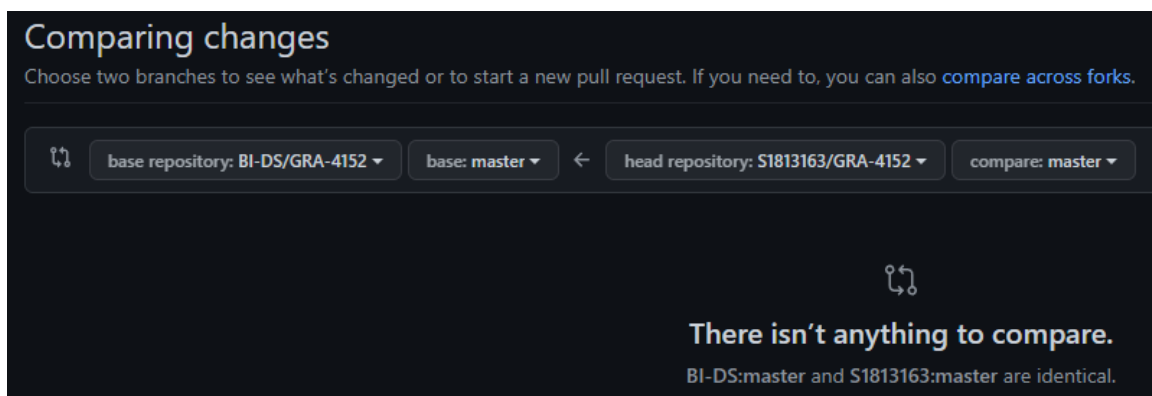 Comparing changes
Choose two branches to see what's changed or to start a new pull request. If you need to, you can also compare across forks.
base repository: BI-DS/GRA-4152 base: master head repository: S1813163/GRA-4152 compare: master
There isn't anything to compare.
BI-DS:master and S1813163:master are identical.